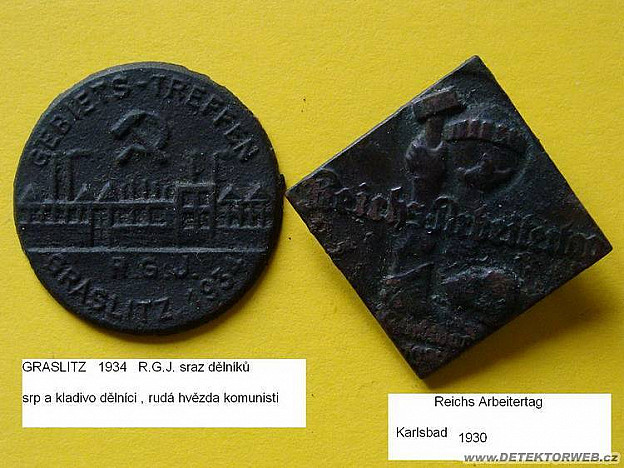 GEBIETS-TREFFEN
R.G.J.
GRASLITZ 1934
Reichs Arbeitertag
GRASLITZ 1934 R.G.J. sraz dělníků
srp a kladivo dělníci , rudá hvězda komunisti
Reichs Arbeitertag
Karlsbad 1930
www.DETEKTORWEB.cz